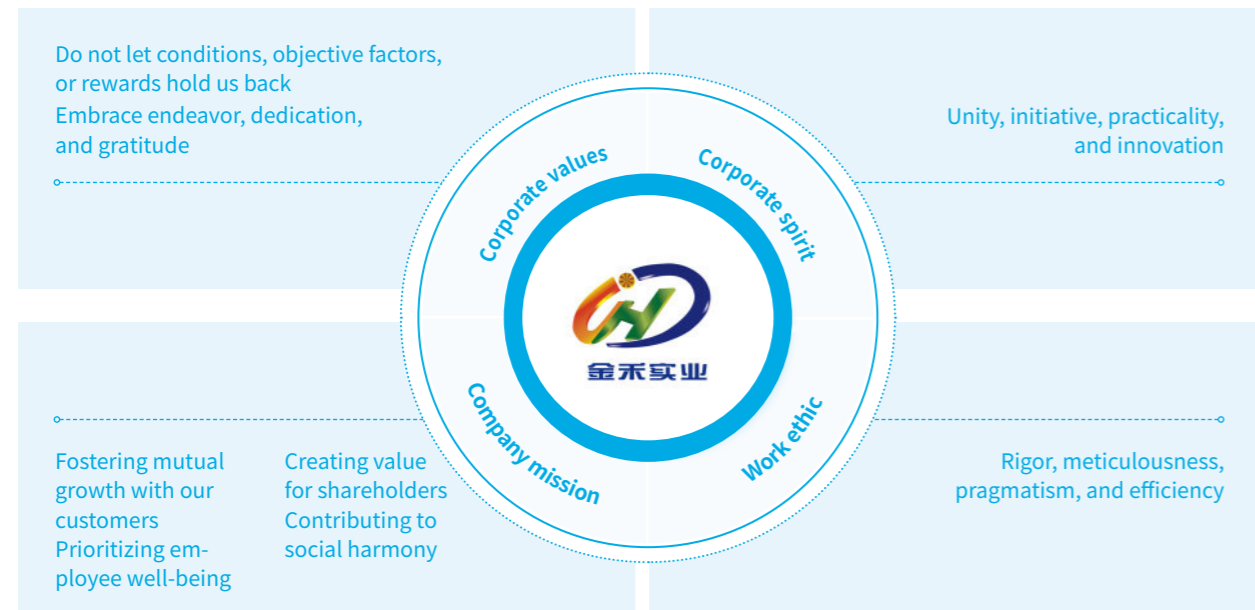 Do not let conditions, objective factors,
or rewards hold us back
Embrace endeavor, dedication,
and gratitude
Corporate values
Corporate spirit
Unity, initiative, practicality,
and innovation
金禾实业
Company mission
Work ethic
Fostering mutual
growth with our
customers
Prioritizing em-
ployee well-being
Creating value
for shareholders
Contributing to
social harmony
Rigor, meticulousness,
pragmatism, and efficiency